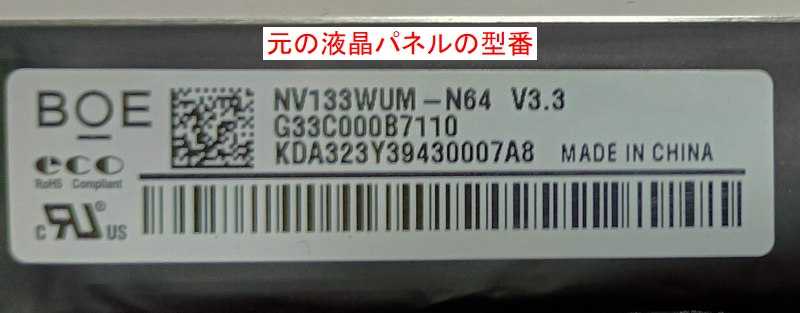 元の液晶パネルの型番
BOE
NV133WUM-N64 V3.3
G33C000B7110
KDA323Y39430007A8 MADE IN CHINA
eco
RoHS Compliant
c RU® US